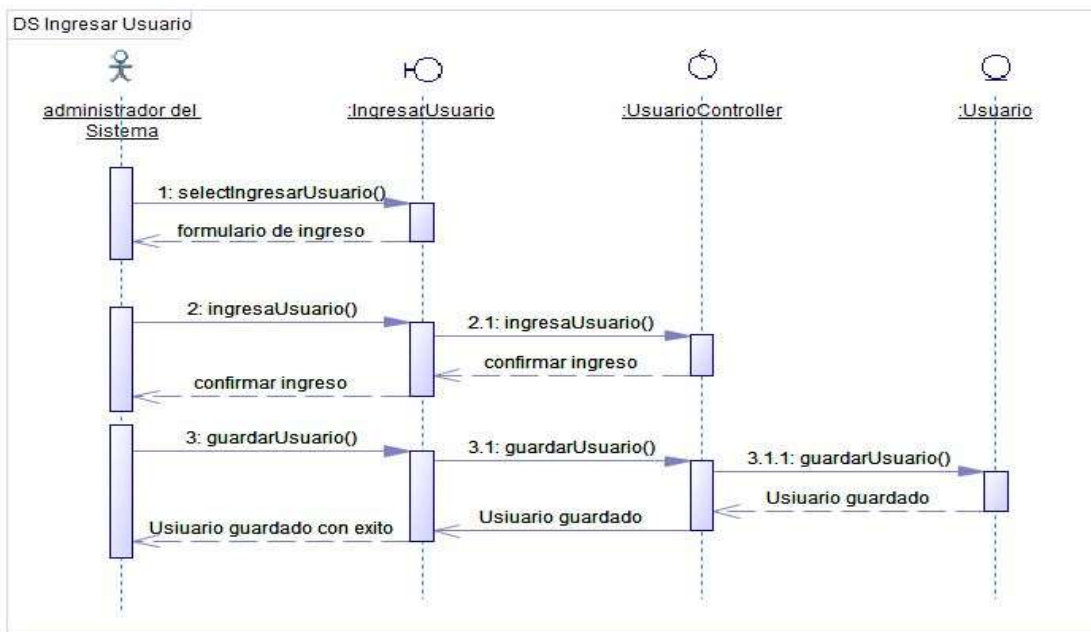 DS Ingresar Usuario
administrador del
Sistema
:IngresarUsuario
:UsuarioController
:Usuario
1: selectIngresarUsuario()
formulario de ingreso
2: ingresaUsuario()
2.1: ingresaUsuario()
confirmar ingreso
confirmar ingreso
3: guardarUsuario()
3.1: guardarUsuario()
3.1.1: guardarUsuario()
Usiuario guardado
Usiuario guardado
Usiuario guardado con exito